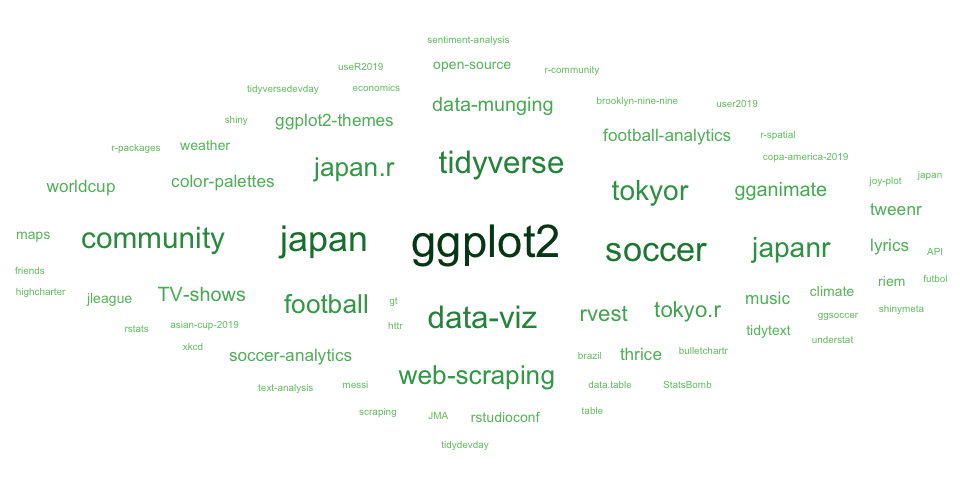 sentiment-analysis
useR2019
open-source
r-community
tidyversedevday
economics
data-munging
brooklyn-nine-nine
user2019
shiny
ggplot2-themes
football-analytics
r-spatial
r-packages
weather
japan.r
tidyverse
copa-america-2019
worldcup
color-palettes
tokyor
gganimate
joy-plot
japan
tweenr
maps
community
japan
ggplot2
soccer
japanr
lyrics
API
friends
highcharter
jleague
TV-shows
football
gt
httr
data-viz
rvest
tokyo.r
music
climate
riem
futbol
ggsoccer
shinymeta
rstats
asian-cup-2019
tidytext
understat
xkcd
soccer-analytics
brazil
thrice
bulletchartr
text-analysis
messi
web-scraping
data.table
StatsBomb
scraping
JMA
rstudioconf
table
tidydevday